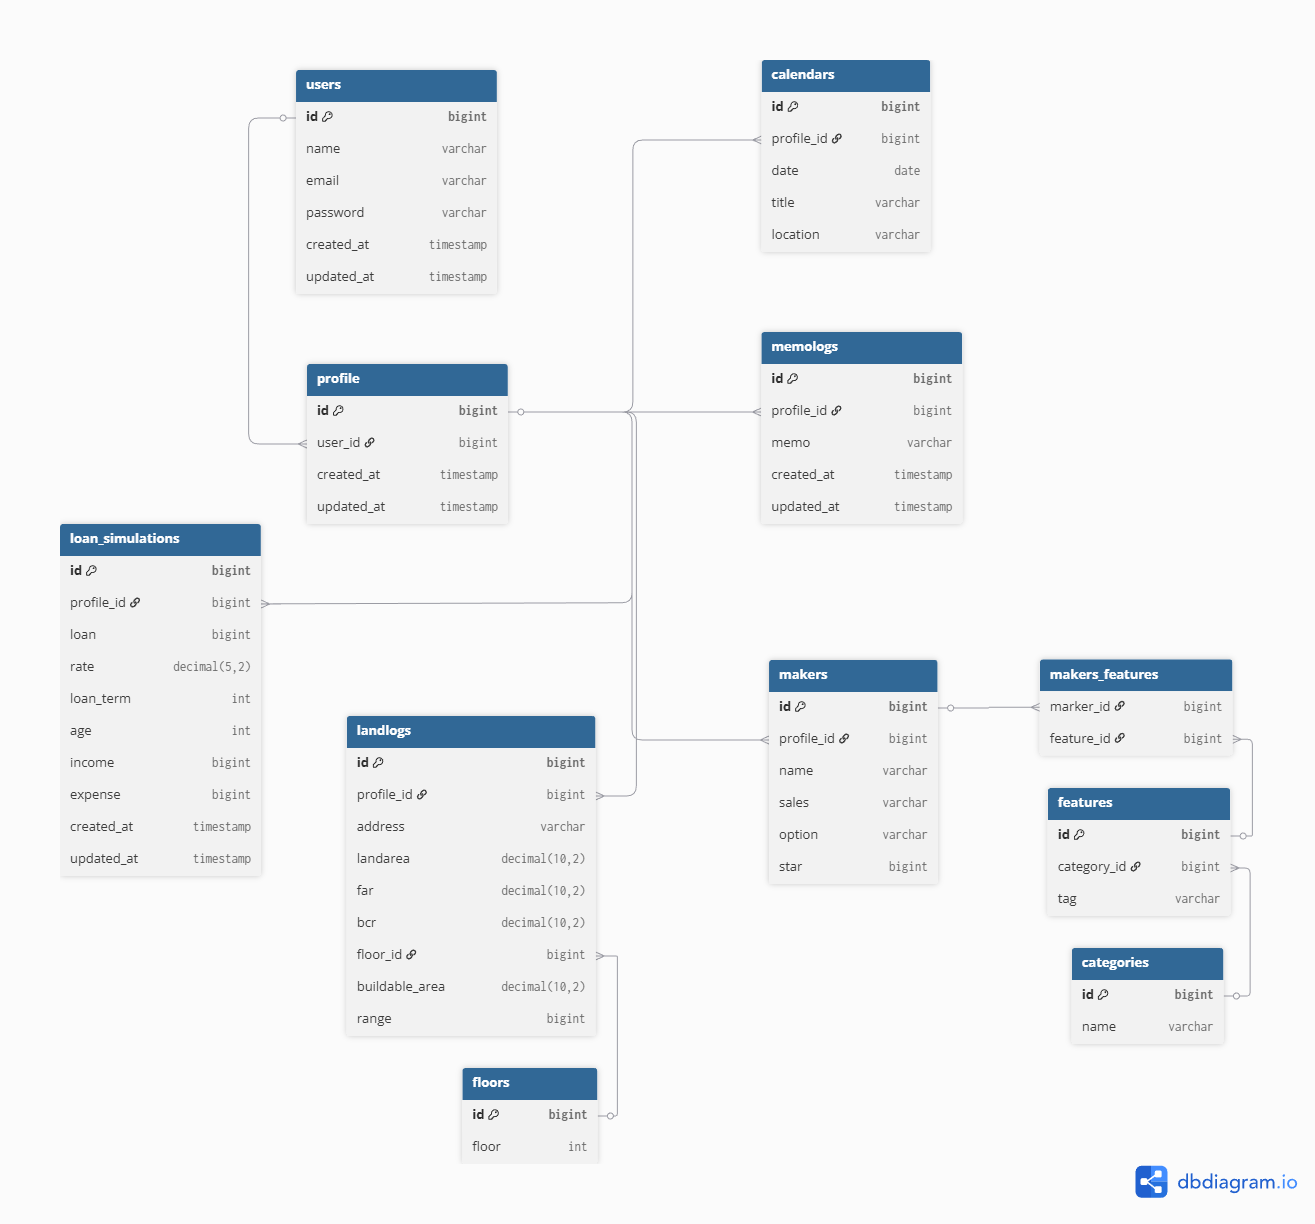 users
id bigint
name varchar
email varchar
password varchar
created_at timestamp
updated_at timestamp
calendars
id bigint
profile_id bigint
date date
title varchar
location varchar
profile
id bigint
user_id bigint
created_at timestamp
updated_at timestamp
memologs
id bigint
profile_id bigint
memo varchar
created_at timestamp
updated_at timestamp
loan_simulations
id bigint
profile_id bigint
loan bigint
rate decimal(5,2)
loan_term int
age int
income bigint
expense bigint
created_at timestamp
updated_at timestamp
landlogs
id bigint
profile_id bigint
address varchar
landarea decimal(10,2)
far decimal(10,2)
bcr decimal(10,2)
floor_id bigint
buildable_area decimal(10,2)
range bigint
makers
id bigint
profile_id bigint
name varchar
sales varchar
option varchar
star bigint
makers_features
marker_id bigint
feature_id bigint
features
id bigint
category_id bigint
tag varchar
categories
id bigint
name varchar
floors
id bigint
floor int
dbdiagram.io